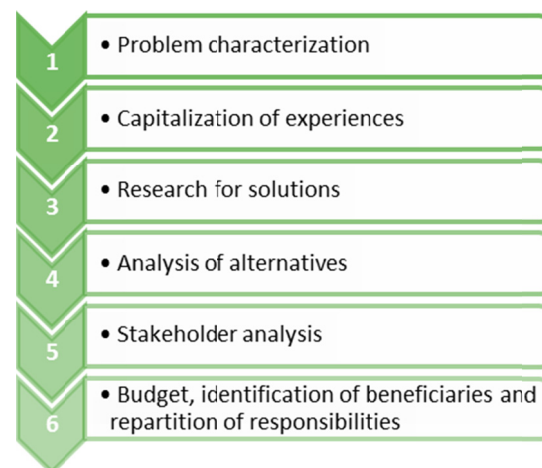 1 • Problem characterization
2 • Capitalization of experiences
3 • Research for solutions
4 • Analysis of alternatives
5 • Stakeholder analysis
6 • Budget, identification of beneficiaries and
repartition of responsibilities